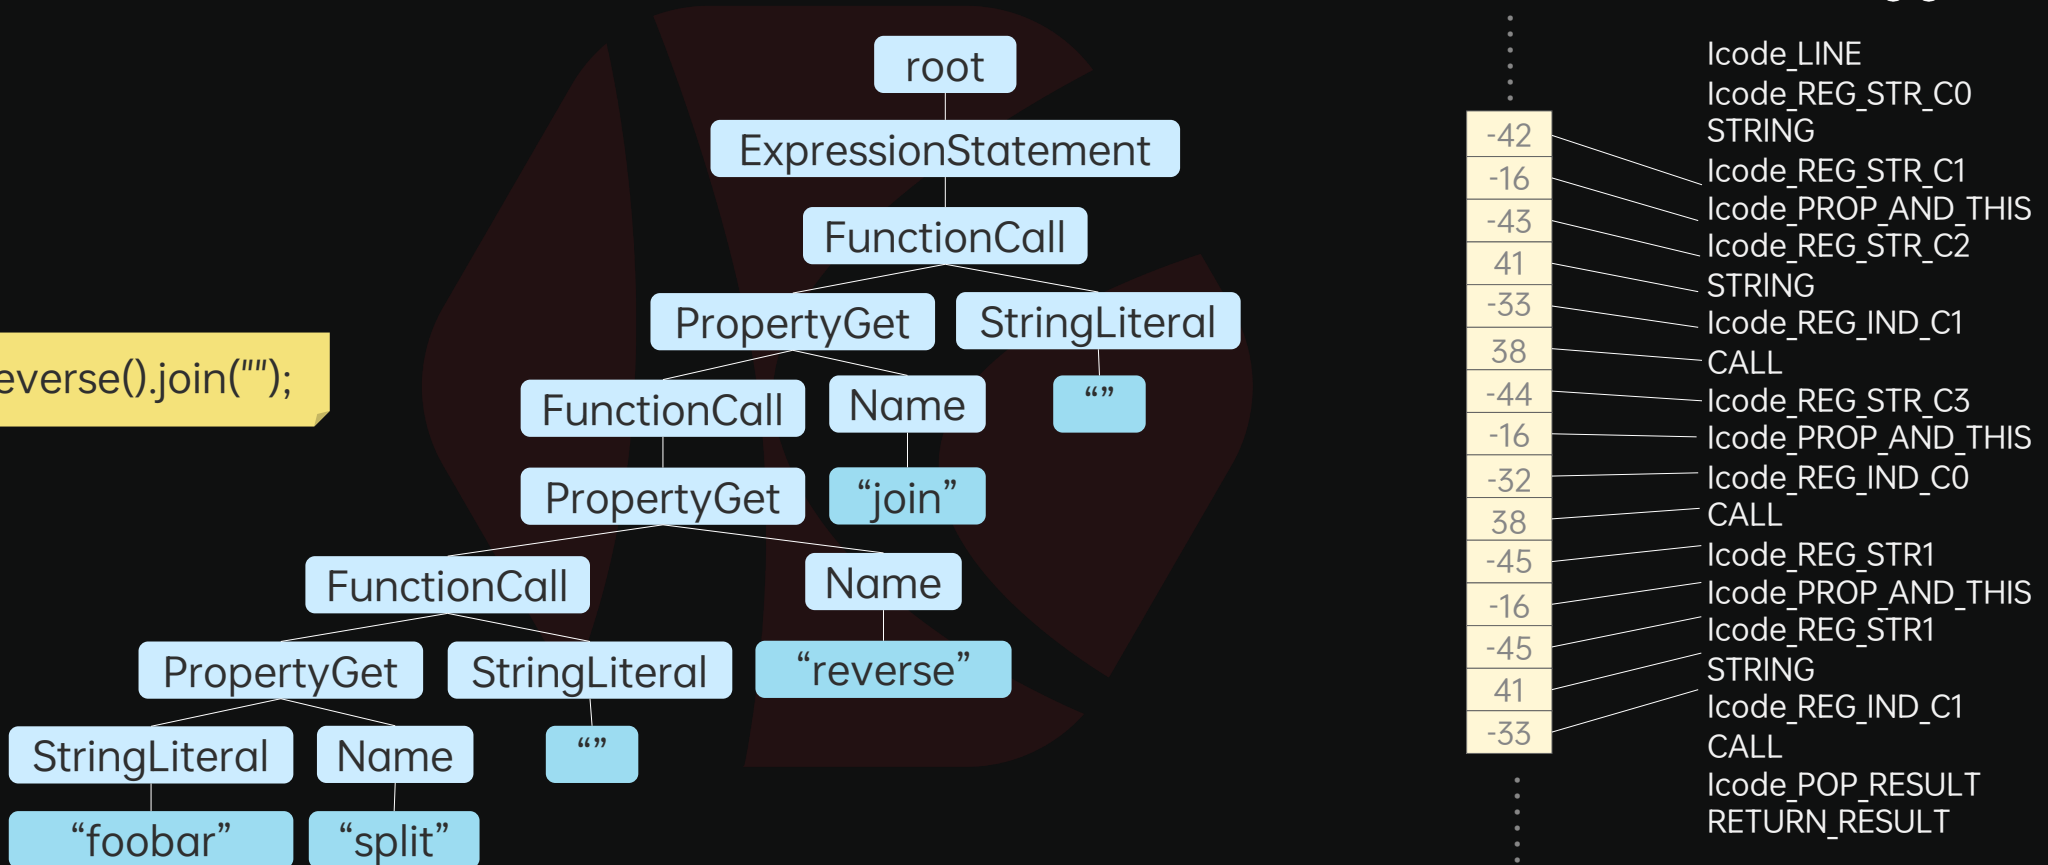 root
ExpressionStatement
FunctionCall
PropertyGet
StringLiteral
FunctionCall
Name
“”
PropertyGet
“join”
FunctionCall
Name
PropertyGet
StringLiteral
“reverse”
StringLiteral
Name
“”
“foobar”
“split”
everse().join("");
-42
-16
-43
41
-33
38
-44
-16
-32
38
-45
-16
-45
41
-33
Icode_LINE
Icode_REG_STR_C0
STRING
Icode_REG_STR_C1
Icode_PROP_AND_THIS
Icode_REG_STR_C2
STRING
Icode_REG_IND_C1
CALL
Icode_REG_STR_C3
Icode_PROP_AND_THIS
Icode_REG_IND_C0
CALL
Icode_REG_STR1
Icode_PROP_AND_THIS
Icode_REG_STR1
STRING
Icode_REG_IND_C1
CALL
Icode_POP_RESULT
RETURN_RESULT